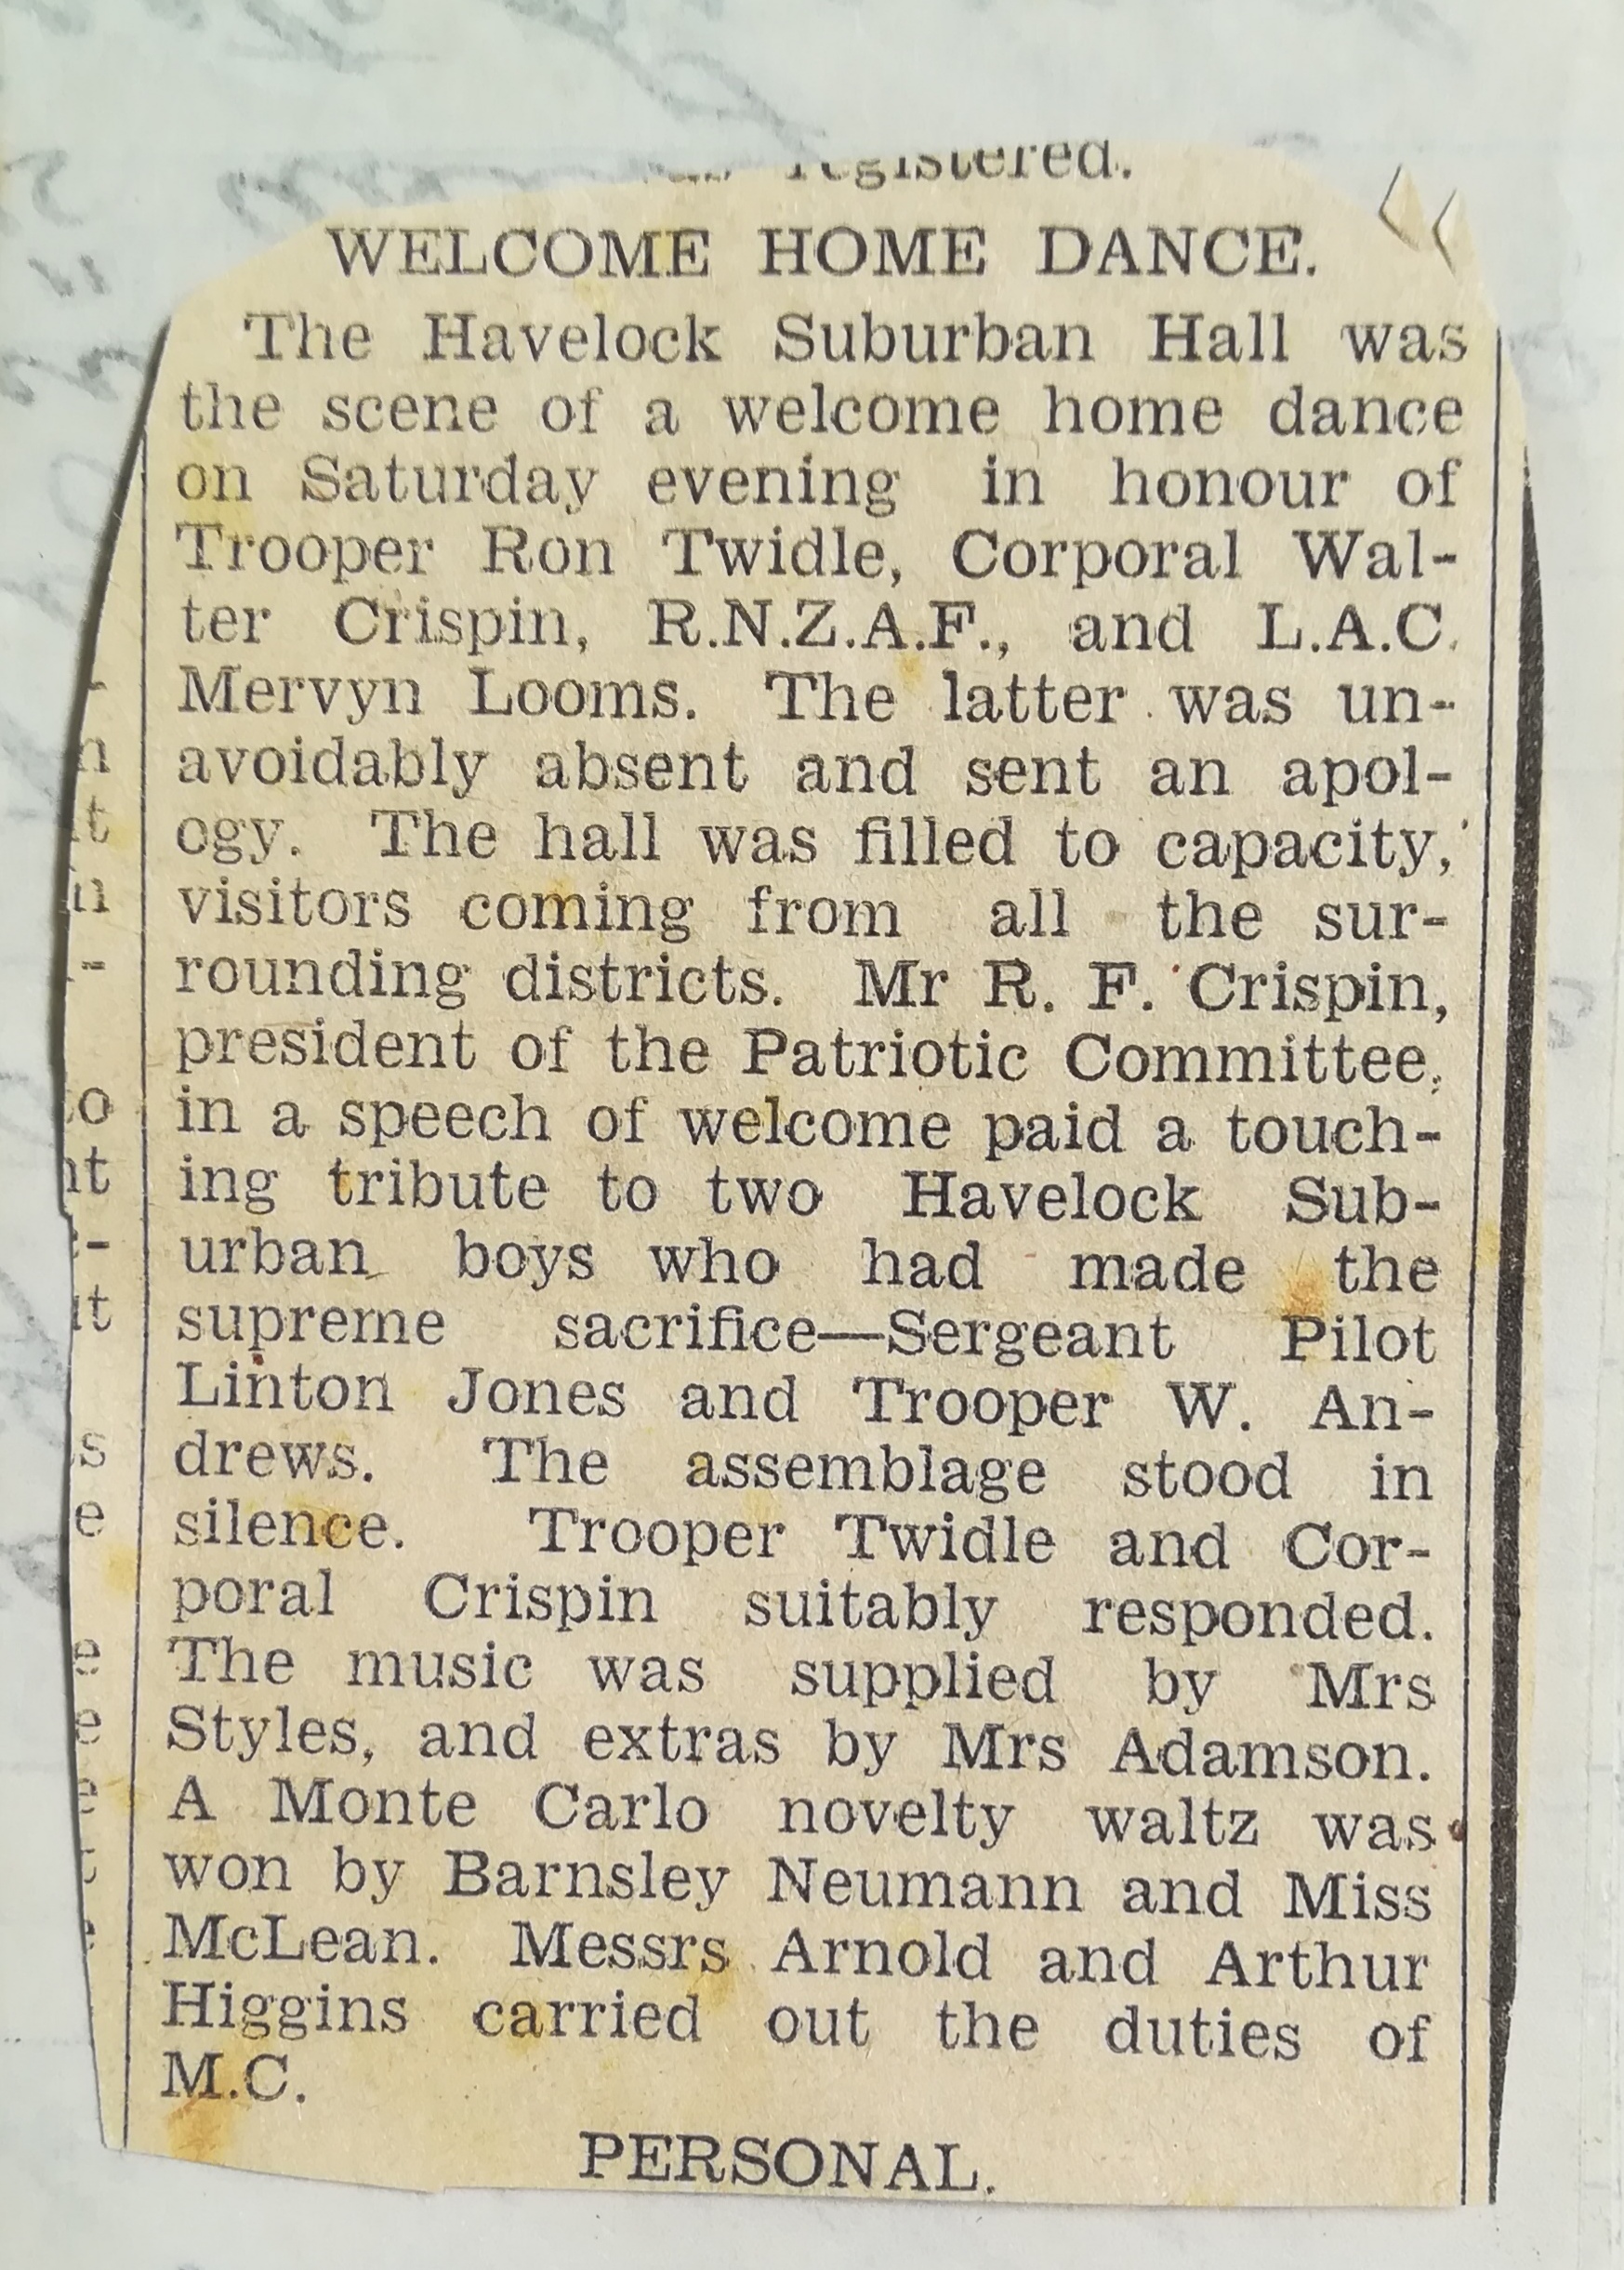 registered.
WELCOME HOME DANCE.
The Havelock Suburban Hall was
the scene of a welcome home dance
on Saturday evening in honour of
Trooper Ron Twidle, Corporal Wal-
ter Crispin, R.N.Z.A.F., and L.A.C.
Mervyn Looms. The latter was un-
avoidably absent and sent an apol-
ogy. The hall was filled to capacity,
visitors coming from all the sur-
rounding districts. Mr R. F. Crispin,
president of the Patriotic Committee,
in a speech of welcome paid a touch-
ing tribute to two Havelock Sub-
urban boys who had made the
supreme sacrifice—Sergeant Pilot
Linton Jones and Trooper W. An-
drews. The assemblage stood in
silence. Trooper Twidle and Cor-
poral Crispin suitably responded.
The music was supplied by Mrs
Styles, and extras by Mrs Adamson.
A Monte Carlo novelty waltz was
won by Barnsley Neumann and Miss
McLean. Messrs Arnold and Arthur
Higgins carried out the duties of
M.C.
PERSONAL.